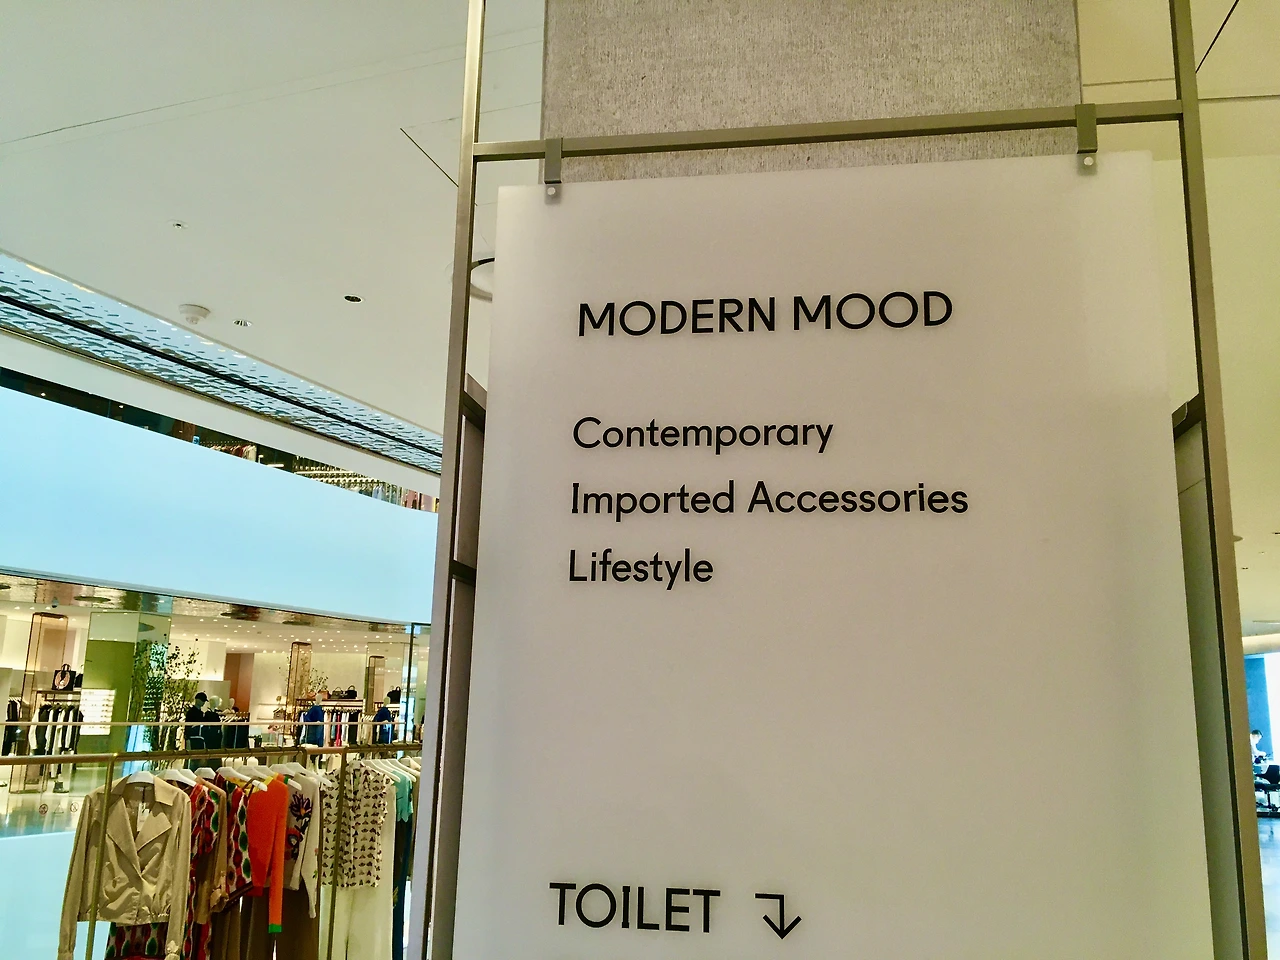 MODERN MOOD
Contemporary
Imported Accessories
Lifestyle
TOILET